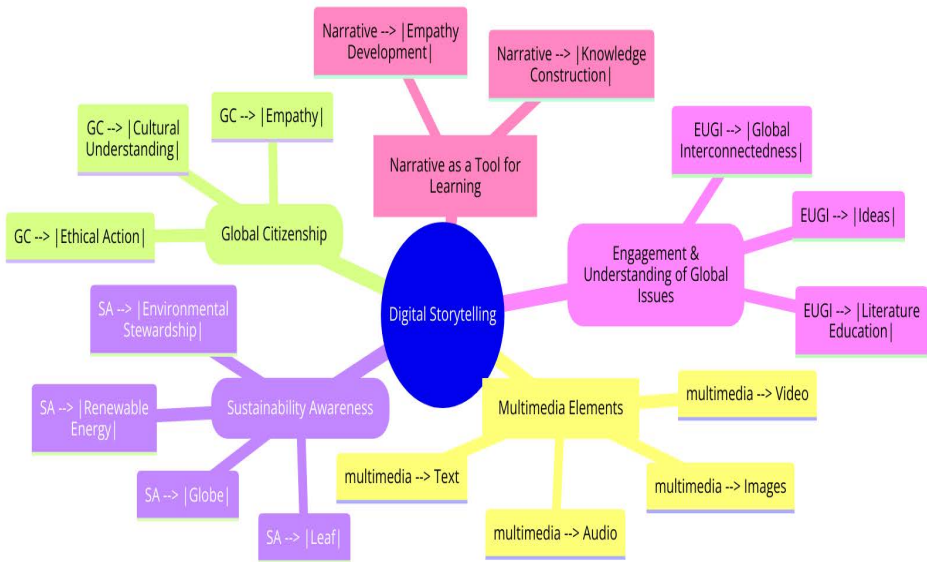 Narrative --> |Empathy
Development|
Narrative --> |Knowledge
Construction|
Narrative as a Tool for
Learning
GC --> |Cultural
Understanding|
GC --> |Empathy|
GC --> |Ethical Action|
Global Citizenship
EUGI --> |Global
Interconnectedness|
EUGI --> |Ideas|
EUGI --> |Literature
Education|
Engagement &
Understanding of Global
Issues
Digital Storytelling
SA --> |Environmental
Stewardship|
SA --> |Renewable
Energy|
SA --> |Globe|
SA --> |Leaf|
Sustainability Awareness
Multimedia Elements
multimedia --> Video
multimedia --> Text
multimedia --> Images
multimedia --> Audio